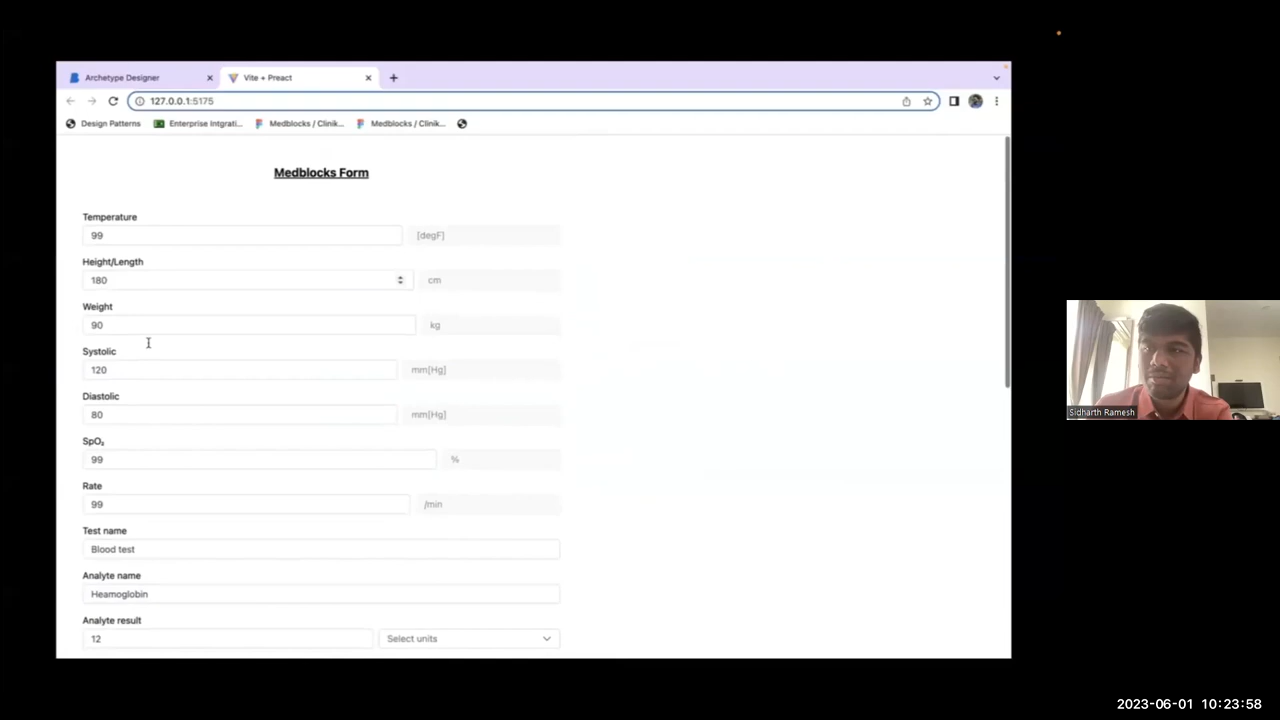 Archetype Designer
Vite + Preact
127.0.0.1:5175
Design Patterns
Enterprise Intgrati...
Medblocks / Clinik...
Medblocks / Clinik...
Medblocks Form
Temperature
99 [degF]
Height/Length
180 cm
Weight
90 kg
Systolic
120 mm[Hg]
Diastolic
80 mm[Hg]
SpO₂
99 %
Rate
99 /min
Test name
Blood test
Analyte name
Heamoglobin
Analyte result
12 Select units
Sidharth Ramesh
2023-06-01 10:23:58